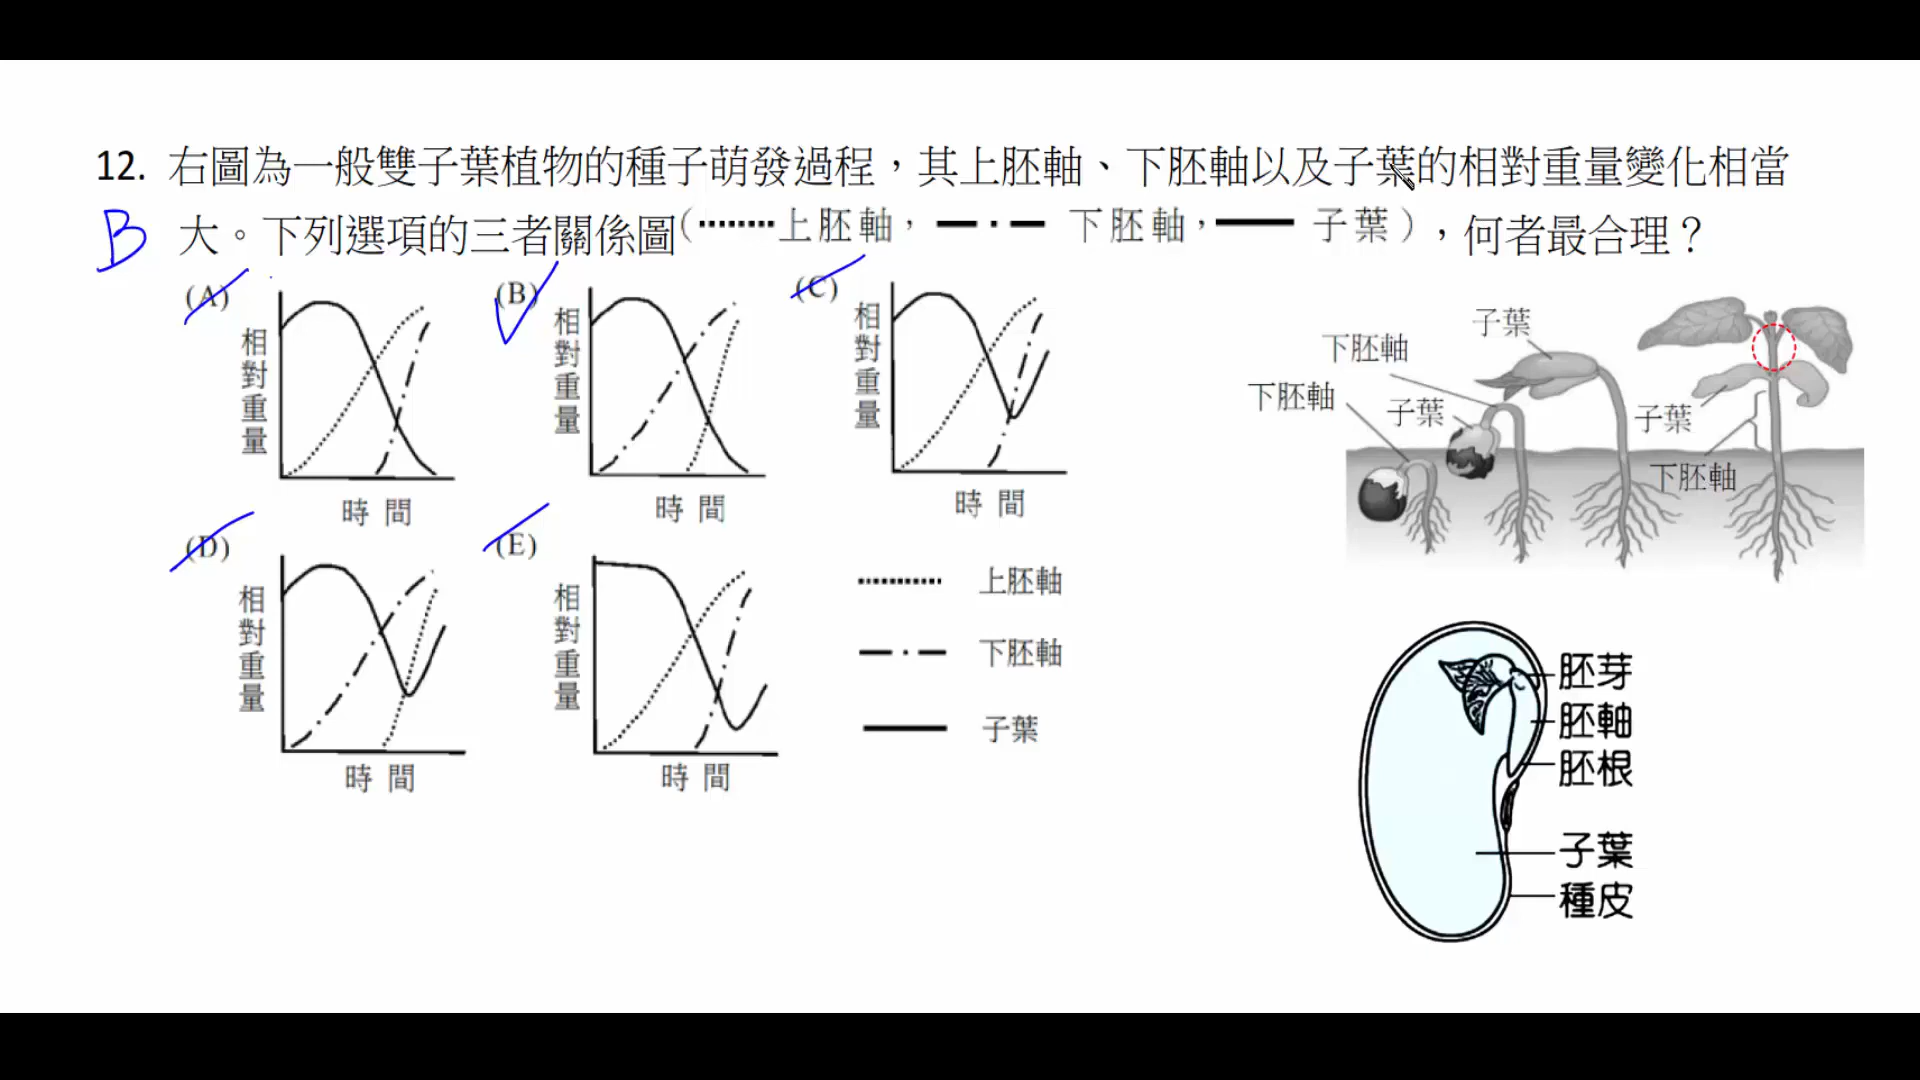 12. 右圖為一般雙子葉植物的種子萌發過程，其上胚軸、下胚軸以及子葉的相對重量變化相當
B 大。下列選項的三者關係圖(上胚軸，下胚軸，子葉)，何者最合理？
(A)
相對重量
時間
(B)
相對重量
時間
(C)
相對重量
時間
(D)
相對重量
時間
(E)
相對重量
時間
上胚軸
下胚軸
子葉
子葉
下胚軸
下胚軸
子葉
子葉
下胚軸
胚芽
胚軸
胚根
子葉
種皮